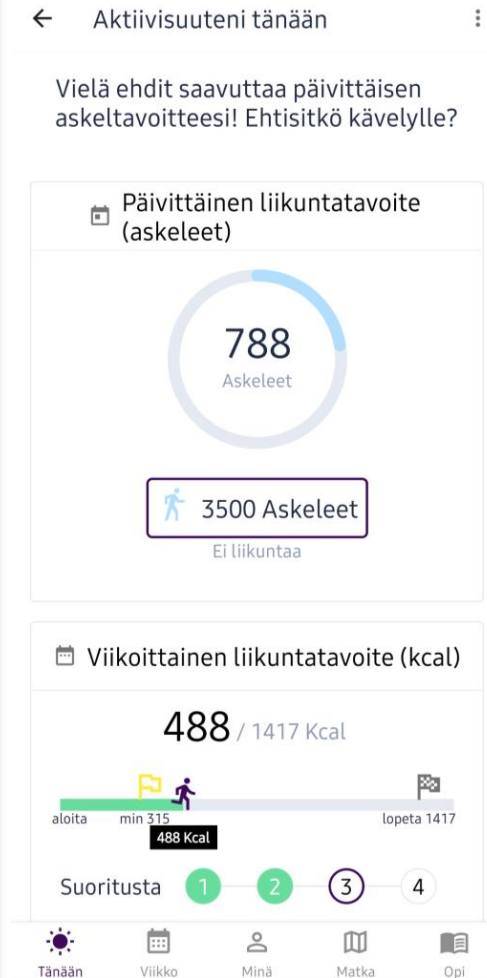 Aktiivisuuteni tänään
Vielä ehdit saavuttaa päivittäisen
askeltavoitteesi! Ehtisitkö kävelylle?
Päivittäinen liikuntatavoite
(askeleet)
788
Askeleet
3500 Askeleet
Ei liikuntaa
Viikoittainen liikuntatavoite (kcal)
488 / 1417 Kcal
aloita min 315 lopeta 1417
488 Kcal
Suoritusta 1 2 3 4
Tänään Viikko Minä Matka Opi